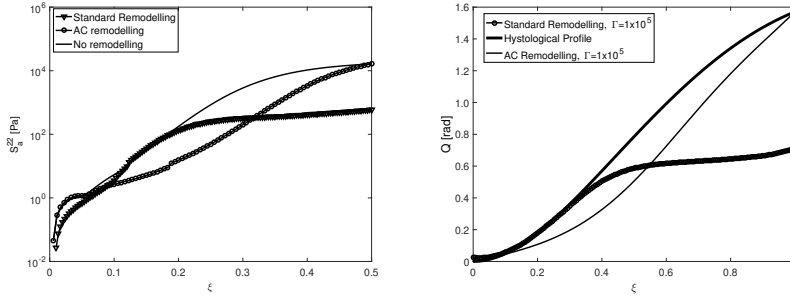 Standard Remodelling
AC remodelling
No remodelling
10^4
10^2
10^0
10^-2
S_a^22 [Pa]
0 0.1 0.2 0.3 0.4 0.5
ξ
Standard Remodelling, Γ=1x10^5
Hystological Profile
AC Remodelling, Γ=1x10^5
1.6
1.4
1.2
1
0.8
0.6
0.4
0.2
0
Q [rad]
0 0.2 0.4 0.6 0.8
ξ